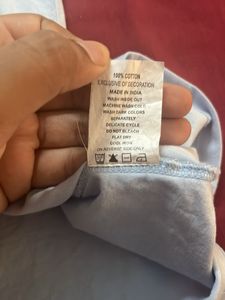 100% COTTON
EXCLUSIVE OF DECORATION
MADE IN INDIA
WASH INSIDE OUT
MACHINE WASH COLD
WASH DARK COLORS
SEPARATELY
DELICATE CYCLE
DO NOT BLEACH
FLAT DRY
COOL IRON
ON REVERSE SIDE ONLY